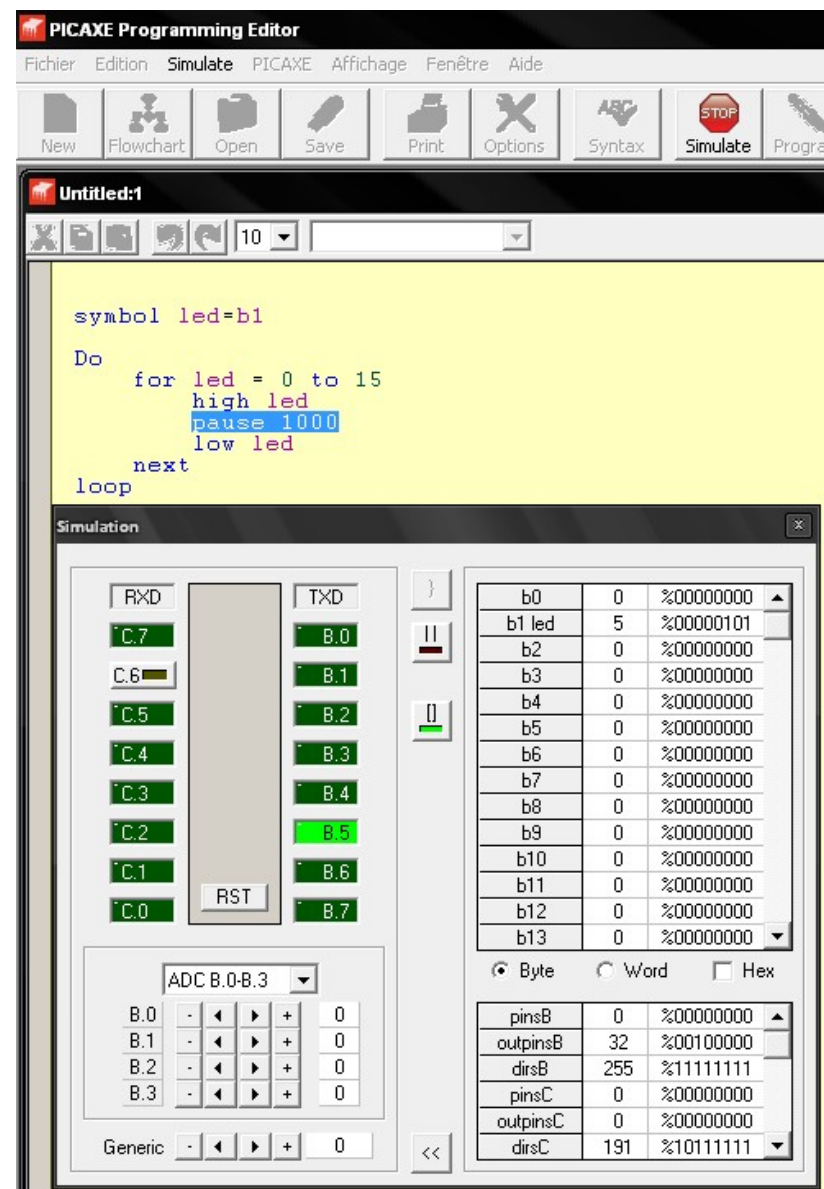 PICAXE Programming Editor
Fichier Edition Simulate PICAXE Affichage Fenêtre Aide
New Flowchart Open Save Print Options Syntax Simulate Progra
ABC STOP
Untitled:1
10
symbol led=b1
Do
for led = 0 to 15
high led
pause 1000
low led
next
loop
Simulation
RXD TXD }
C.7 B.0 ||
C.6 B.1
C.5 B.2 []
C.4 B.3
C.3 B.4
C.2 B.5
C.1 B.6
RST
C.0 B.7
ADC B.0-B.3
B.0 - + 0
B.1 - + 0
B.2 - + 0
B.3 - + 0
Generic - + 0 <<
b0 0 %00000000
b1 led 5 %00000101
b2 0 %00000000
b3 0 %00000000
b4 0 %00000000
b5 0 %00000000
b6 0 %00000000
b7 0 %00000000
b8 0 %00000000
b9 0 %00000000
b10 0 %00000000
b11 0 %00000000
b12 0 %00000000
b13 0 %00000000
Byte Word Hex
pinsB 0 %00000000
outpinsB 32 %00100000
dirsB 255 %11111111
pinsC 0 %00000000
outpinsC 0 %00000000
dirsC 191 %10111111